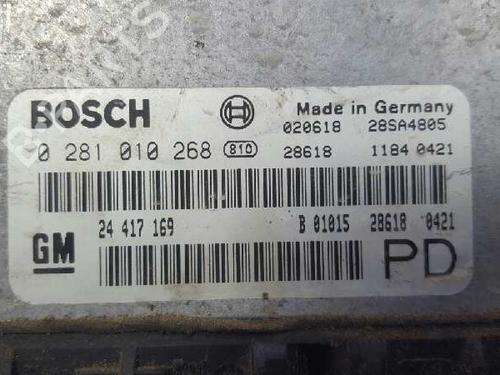 BOSCH Made in Germany
020618 28SA4805
0 281 010 268 810 28618 1184 0421
24 417 169 B 01015 28618 0421
GM PD